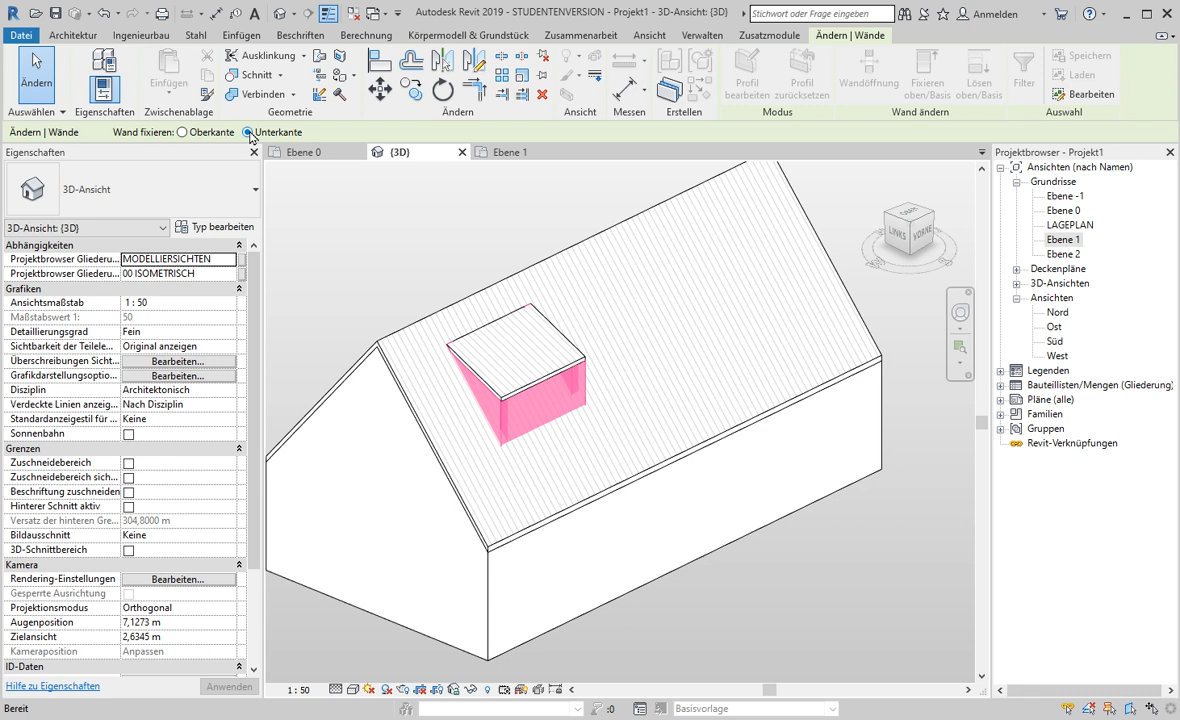 Autodesk Revit 2019 - STUDENTENVERSION - Projekt1 - 3D-Ansicht: {3D}
Stichwort oder Frage eingeben
Anmelden
Datei Architektur Ingenieurbau Stahl Einfügen Beschriften Berechnung Körpermodell & Grundstück Zusammenarbeit Ansicht Verwalten Zusatzmodule Ändern | Wände
Ändern
Einfügen
Ausklinkung
Schnitt
Verbinden
Profil bearbeiten
Profil zurücksetzen
Wandöffnung
Fixieren oben/Basis
Lösen oben/Basis
Filter
Speichern
Laden
Bearbeiten
Auswählen Eigenschaften Zwischenablage Geometrie Ändern Ansicht Messen Erstellen Modus Wand ändern Auswahl
Ändern | Wände Wand fixieren: Oberkante Unterkante
Eigenschaften
Ebene 0
{3D}
Ebene 1
3D-Ansicht
3D-Ansicht: {3D} Typ bearbeiten
Abhängigkeiten
Projektbrowser Gliederu... MODELLIERSICHTEN
Projektbrowser Gliederu... 00 ISOMETRISCH
Grafiken
Ansichtsmaßstab 1 : 50
Maßstabswert 1: 50
Detaillierungsgrad Fein
Sichtbarkeit der Teilele... Original anzeigen
Überschreibungen Sicht... Bearbeiten...
Grafikdarstellungsoptio... Bearbeiten...
Disziplin Architektonisch
Verdeckte Linien anzeig... Nach Disziplin
Standardanzeigestil für ... Keine
Sonnenbahn
Grenzen
Zuschneidebereich
Zuschneidebereich sich...
Beschriftung zuschneiden
Hinterer Schnitt aktiv
Versatz der hinteren Gre... 304,8000 m
Bildausschnitt Keine
3D-Schnittbereich
Kamera
Rendering-Einstellungen Bearbeiten...
Gesperrte Ausrichtung
Projektionsmodus Orthogonal
Augenposition 7,1273 m
Zielansicht 2,6345 m
Kameraposition Anpassen
ID-Daten
Hilfe zu Eigenschaften Anwenden
LINKS VORNE
1 : 50
Projektbrowser - Projekt1
Ansichten (nach Namen)
Grundrisse
Ebene -1
Ebene 0
LAGEPLAN
Ebene 1
Ebene 2
Deckenpläne
3D-Ansichten
Ansichten
Nord
Ost
Süd
West
Legenden
Bauteillisten/Mengen (Gliederung)
Pläne (alle)
Familien
Gruppen
Revit-Verknüpfungen
Bereit
:0
Basisvorlage